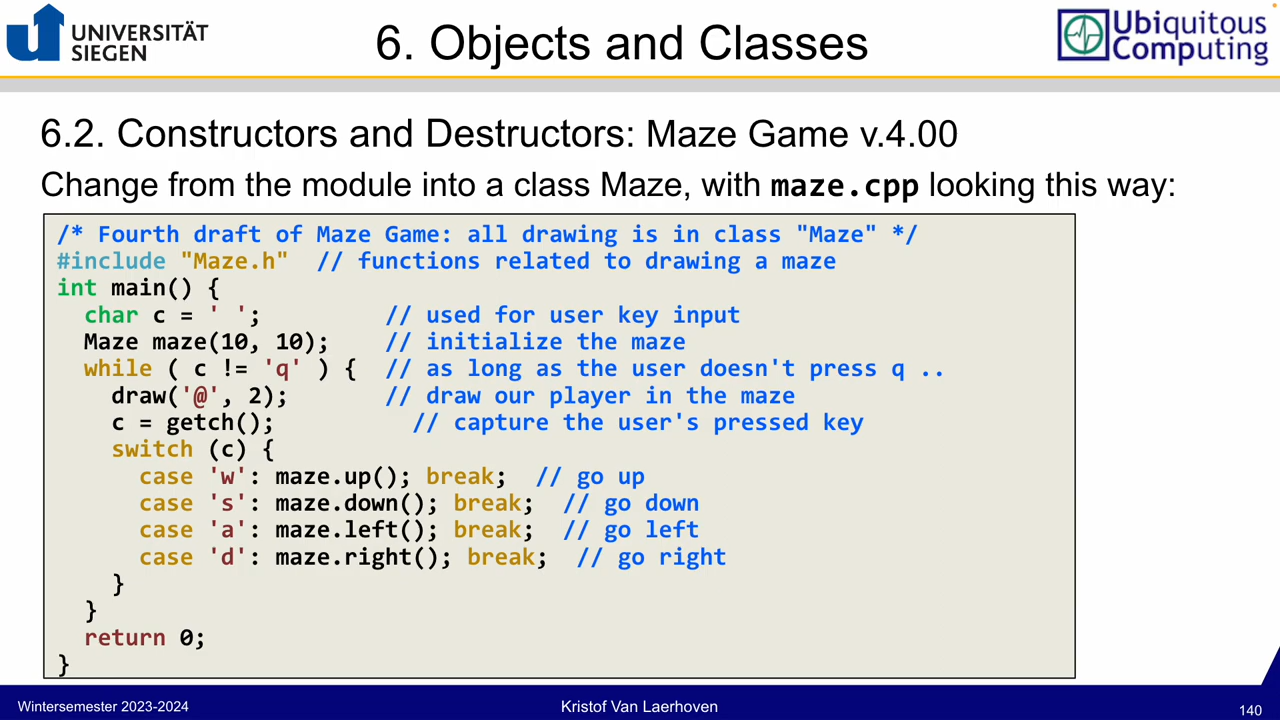 UNIVERSITÄT
SIEGEN
6. Objects and Classes
Ubiquitous
Computing
6.2. Constructors and Destructors: Maze Game v.4.00
Change from the module into a class Maze, with maze.cpp looking this way:
/* Fourth draft of Maze Game: all drawing is in class "Maze" */
#include "Maze.h"  // functions related to drawing a maze
int main() {
  char c = ' ';         // used for user key input
  Maze maze(10, 10);    // initialize the maze
  while ( c != 'q' ) {  // as long as the user doesn't press q ..
    draw('@', 2);       // draw our player in the maze
    c = getch();          // capture the user's pressed key
    switch (c) {
      case 'w': maze.up(); break;  // go up
      case 's': maze.down(); break;  // go down
      case 'a': maze.left(); break;  // go left
      case 'd': maze.right(); break;  // go right
    }
  }
  return 0;
}
Wintersemester 2023-2024
Kristof Van Laerhoven
140